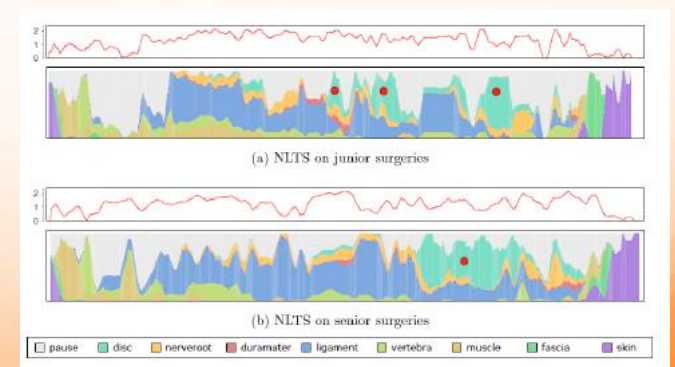 2
1
0
(a) NLTS on junior surgeries
2
1
0
(b) NLTS on senior surgeries
pause disc nerveroot duramater ligament vertebra muscle fascia skin